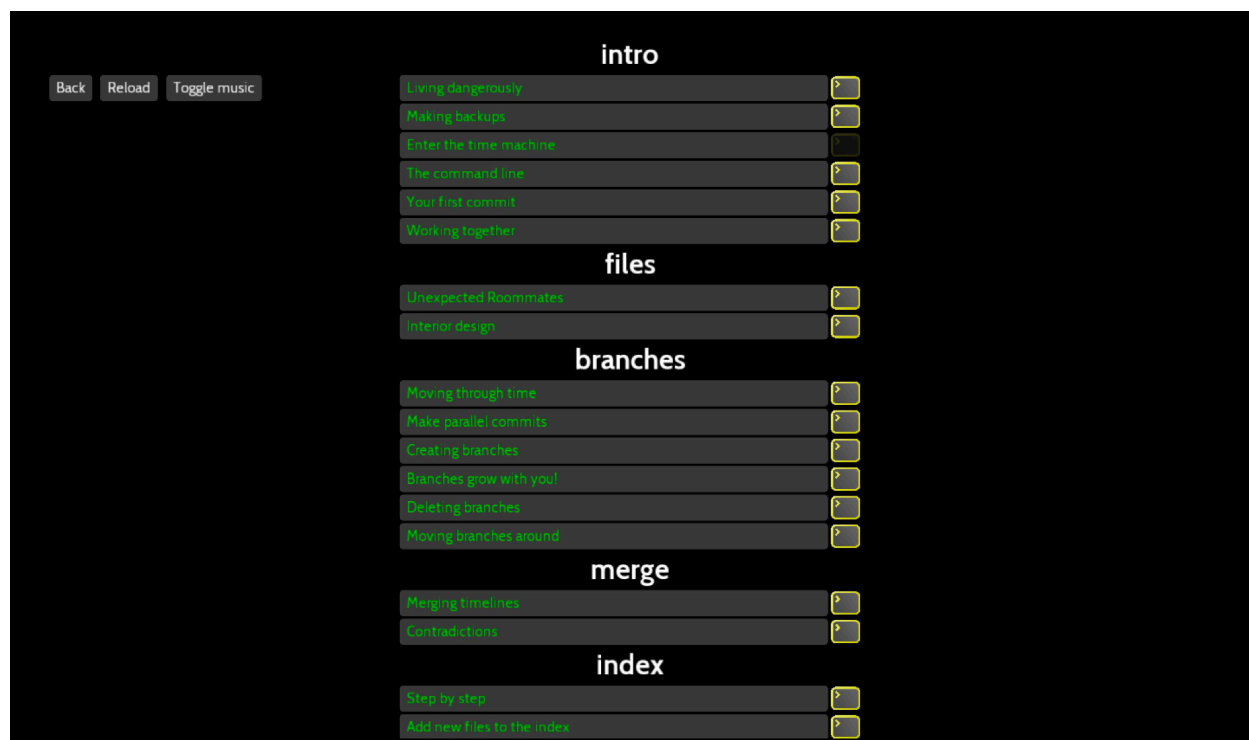 intro
Back Reload Toggle music
Living dangerously
Making backups
Enter the time machine
The command line
Your first commit
Working together
files
Unexpected Roommates
Interior design
branches
Moving through time
Make parallel commits
Creating branches
Branches grow with you!
Deleting branches
Moving branches around
merge
Merging timelines
Contradictions
index
Step by step
Add new files to the index